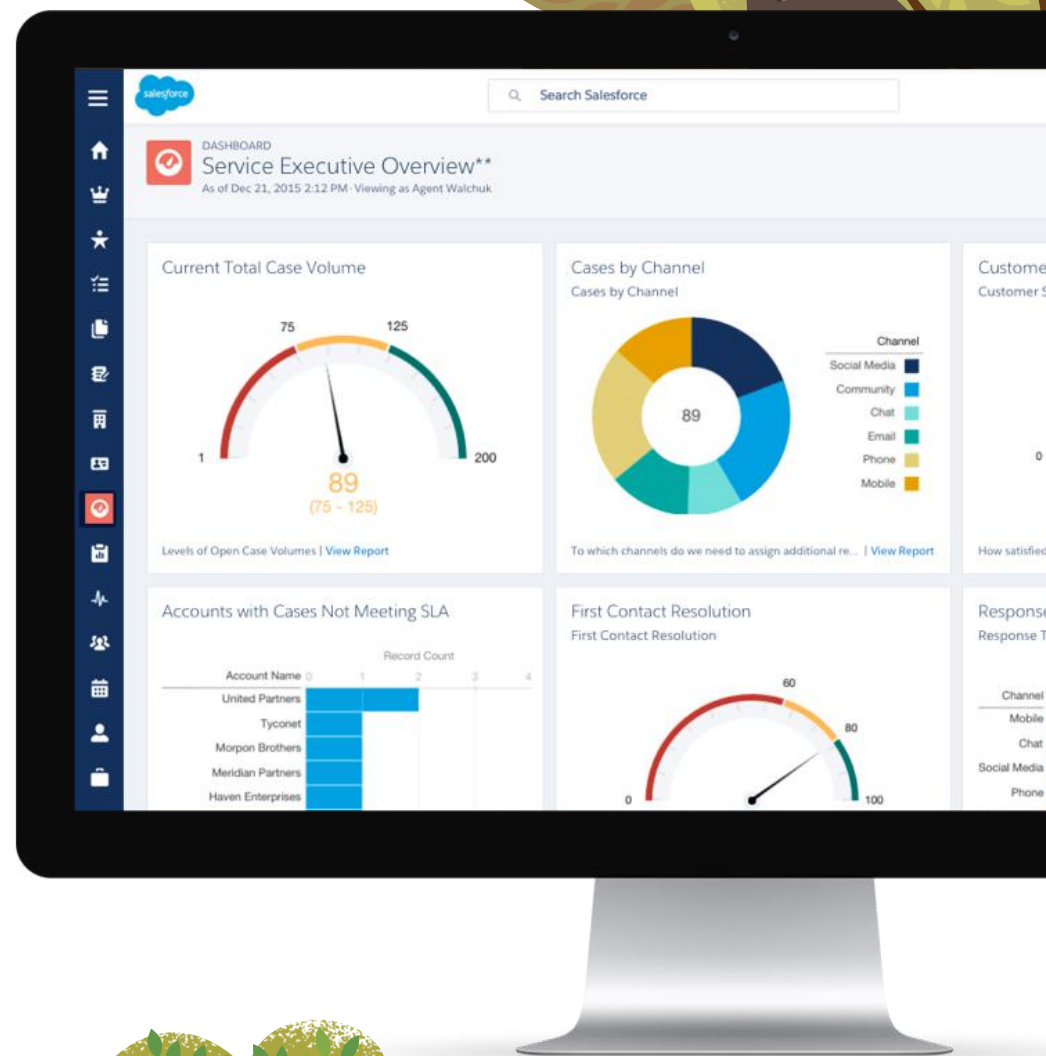 salesforce
Search Salesforce
DASHBOARD
Service Executive Overview**
As of Dec 21, 2015 2:12 PM·Viewing as Agent Walchuk
Current Total Case Volume
75
125
1
200
89
(75 - 125)
Levels of Open Case Volumes | View Report
Cases by Channel
Cases by Channel
89
Channel
Social Media
Community
Chat
Email
Phone
Mobile
To which channels do we need to assign additional re... | View Report
Custome
Customer S
0
How satisfied
Accounts with Cases Not Meeting SLA
Record Count
Account Name 0 1 2 3 4
United Partners
Tyconet
Morpon Brothers
Meridian Partners
Haven Enterprises
First Contact Resolution
First Contact Resolution
60
80
0
100
Response
Response T
Channel
Mobile
Chat
Social Media
Phone